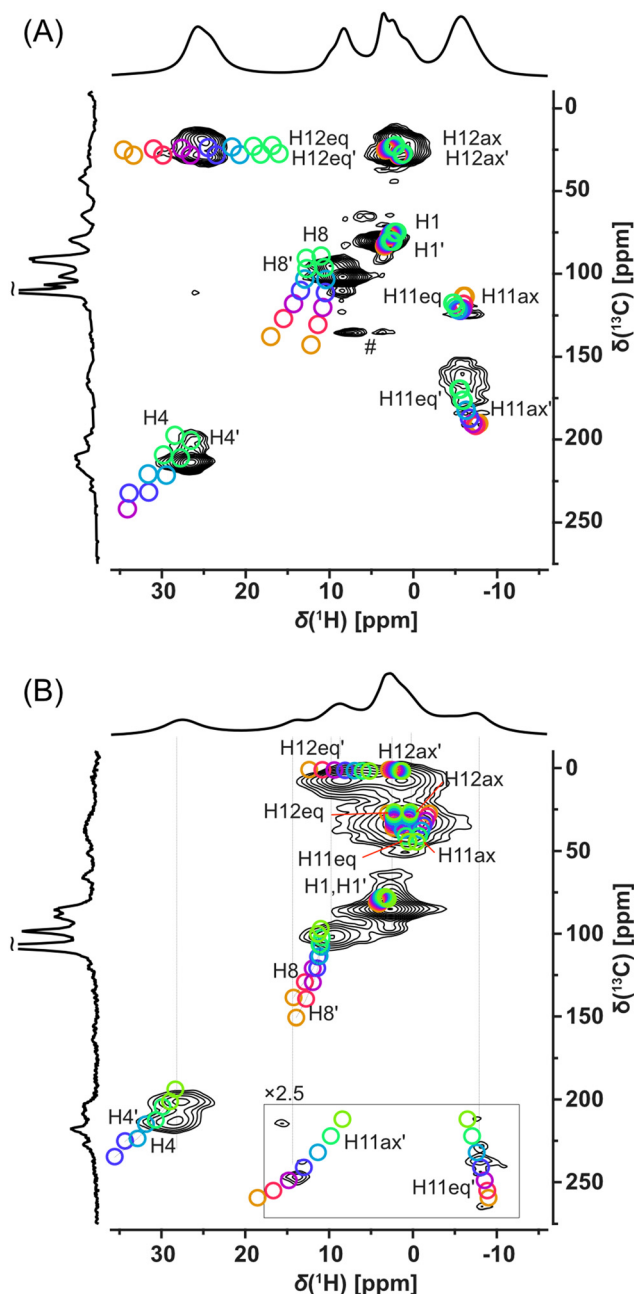 (A)
H12eq
H12ax
H12eq'
H12ax'
H8
H1
H8'
H1'
H11eq
H11ax
#
H11eq'
H11ax'
H4
H4'
~
0
50
100
150
200
250
δ(¹³C) [ppm]
30 20 10 0 -10
δ(¹H) [ppm]
(B)
H12eq'
H12ax'
H12ax
H12eq
H11eq
H11ax
H1,H1'
H8
H8'
~
×2.5
H4'
H4
H11ax'
H11eq'
0
50
100
150
200
250
δ(¹³C) [ppm]
30 20 10 0 -10
δ(¹H) [ppm]